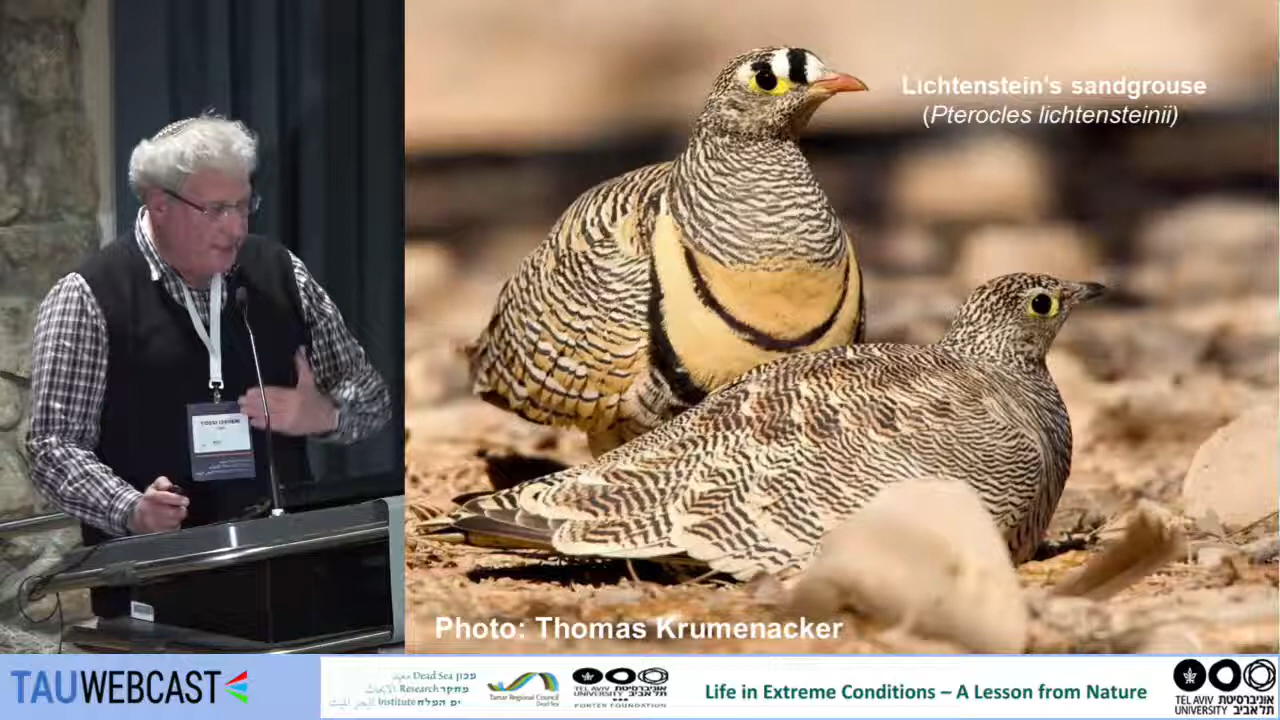 Lichtenstein's sandgrouse
(Pterocles lichtensteinii)
Photo: Thomas Krumenacker
TAUWEBCAST
Dead Sea
Research
Institute
מכון
מחקר
ים המלח
Tamar Regional Council
Dead Sea
TEL AVIV אוניברסיטת
UNIVERSITY תל אביב
PORTER FOUNDATION
Life in Extreme Conditions – A Lesson from Nature
TEL AVIV אוניברסיטת
UNIVERSITY תל אביב